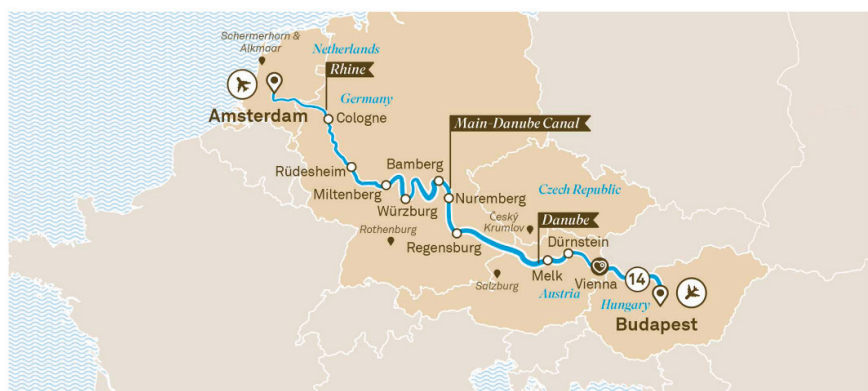 Schermerhorn &
Alkmaar
Netherlands
Rhine
Germany
Amsterdam
Cologne
Main-Danube Canal
Bamberg
Rüdesheim
Miltenberg
Czech Republic
Nuremberg
Würzburg
Český
Krumlov
Danube
Rothenburg
Regensburg
Dürnstein
Melk
Vienna
14
Salzburg
Austria
Hungary
Budapest